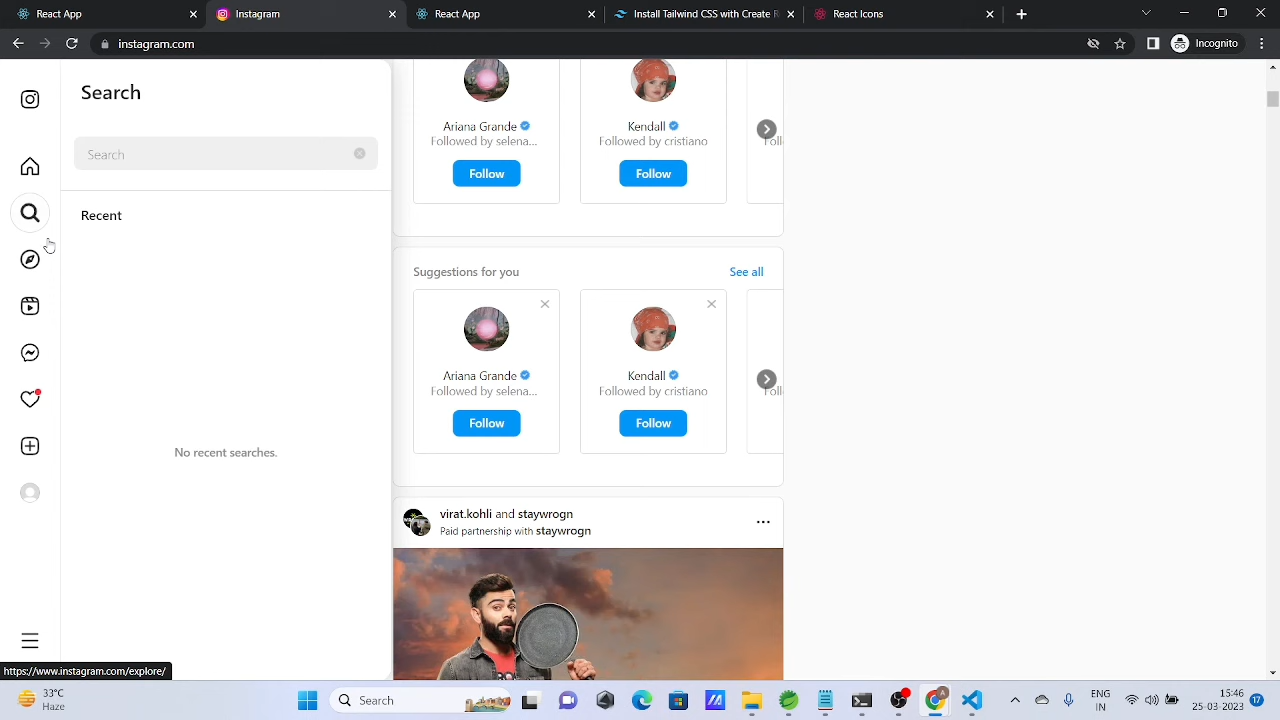 React App
Instagram
React App
Install Tailwind CSS with Create R
React Icons
instagram.com
Incognito
Search
Search
Recent
No recent searches.
Ariana Grande
Followed by selena...
Follow
Kendall
Followed by cristiano
Follow
Foll
Suggestions for you
See all
Ariana Grande
Followed by selena...
Follow
Kendall
Followed by cristiano
Follow
Foll
virat.kohli and staywrogn
Paid partnership with staywrogn
https://www.instagram.com/explore/
33°C
Haze
Search
A
ENG
IN
15:46
25-03-2023
17